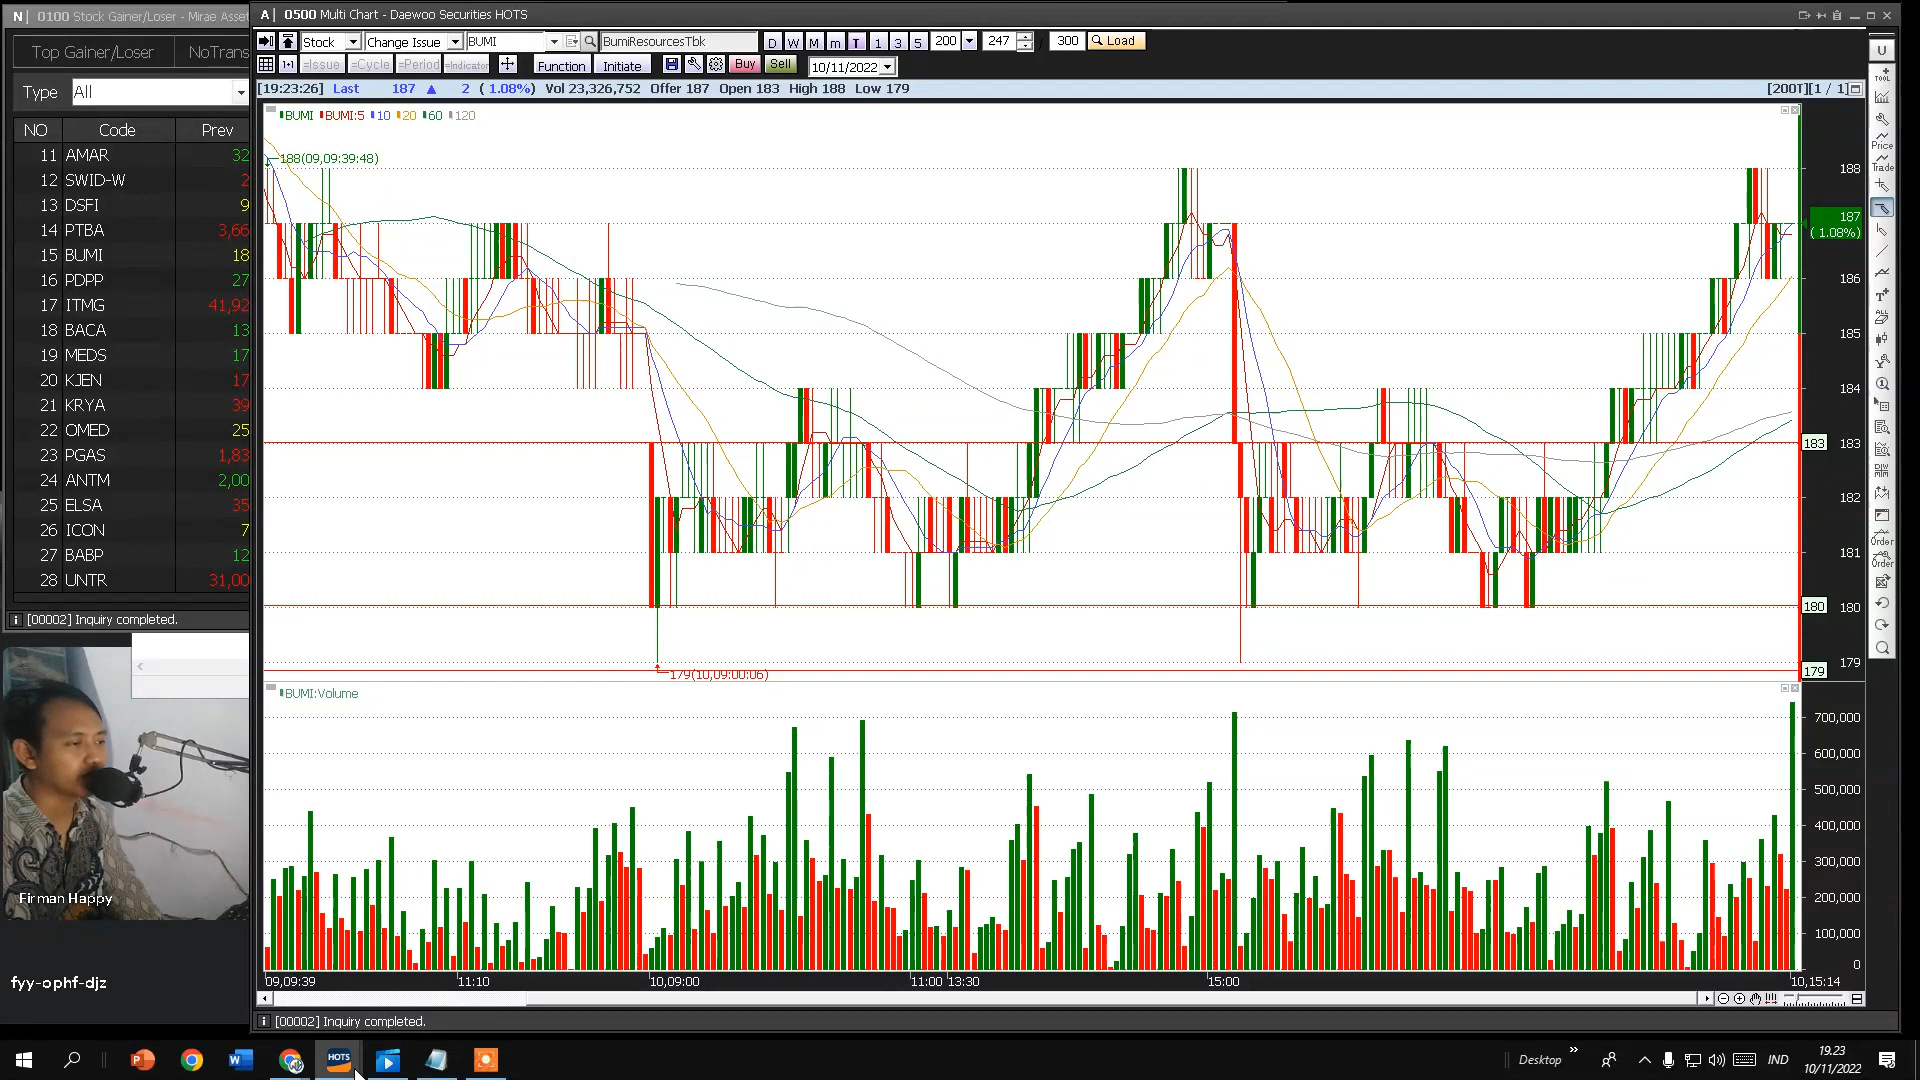 N 0100 Stock Gainer/Loser - Mirae Asset
A 0500 Multi Chart - Daewoo Securities HOTS
Top Gainer/Loser NoTrans
Type All
NO Code Prev
11 AMAR 32
12 SWID-W 2
13 DSFI 9
14 PTBA 3,66
15 BUMI 18
16 PDPP 27
17 ITMG 41,92
18 BACA 13
19 MEDS 17
20 KJEN 17
21 KRYA 39
22 OMED 25
23 PGAS 1,83
24 ANTM 2,00
25 ELSA 35
26 ICON 7
27 BABP 12
28 UNTR 31,00
[00002] Inquiry completed.
Firman Happy
fyy-ophf-djz
Stock Change Issue BUMI BumiResourcesTbk D W M m T 1 3 5 200 247 / 300 Load
=Issue =Cycle =Period =Indicator Function Initiate Buy Sell 10/11/2022
[19:23:26] Last 187 ▲ 2 ( 1.08%) Vol 23,326,752 Offer 187 Open 183 High 188 Low 179 [200T][1 / 1]
BUMI BUMI:5 10 20 60 120
188(09,09:39:48)
188
187
( 1.08%)
186
185
184
183 183
182
181
180 180
179
179
179(10,09:00:06)
BUMI:Volume
700,000
600,000
500,000
400,000
300,000
200,000
100,000
0
09,09:39 11:10 10,09:00 11:00 13:30 15:00 10,15:14
[00002] Inquiry completed.
U
TOOL
Price
Trade
Order
Order
HOTS
Desktop
IND
19.23
10/11/2022